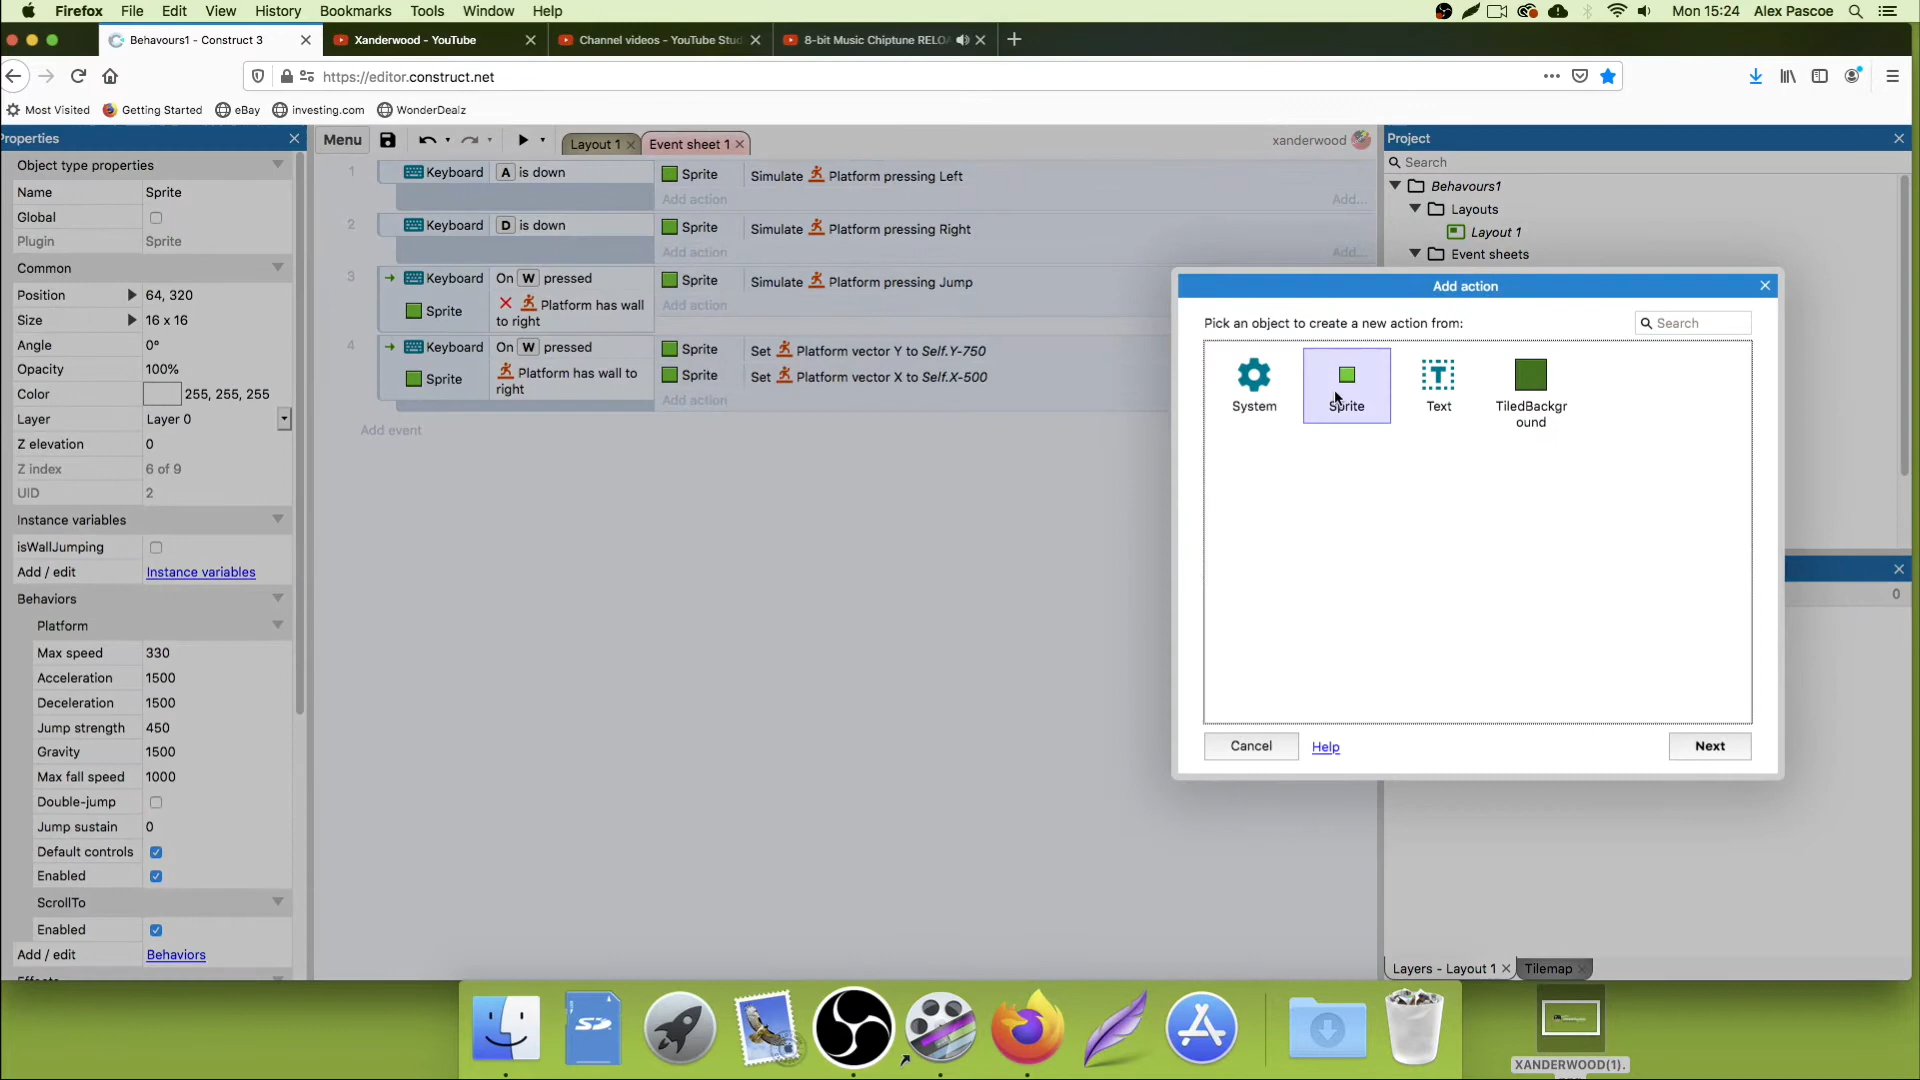 Firefox File Edit View History Bookmarks Tools Window Help Mon 15:24 Alex Pascoe
Behavours1 - Construct 3 Xanderwood - YouTube Channel videos - YouTube Stud 8-bit Music Chiptune RELOA
https://editor.construct.net
Most Visited Getting Started eBay investing.com WonderDealz
Properties
Object type properties
Name Sprite
Global
Plugin Sprite
Common
Position 64, 320
Size 16 x 16
Angle 0°
Opacity 100%
Color 255, 255, 255
Layer Layer 0
Z elevation 0
Z index 6 of 9
UID 2
Instance variables
isWallJumping
Add / edit Instance variables
Behaviors
Platform
Max speed 330
Acceleration 1500
Deceleration 1500
Jump strength 450
Gravity 1500
Max fall speed 1000
Double-jump
Jump sustain 0
Default controls
Enabled
ScrollTo
Enabled
Add / edit Behaviors
Menu Layout 1 Event sheet 1 xanderwood
1 Keyboard A is down Sprite Simulate Platform pressing Left
Add action Add...
2 Keyboard D is down Sprite Simulate Platform pressing Right
Add action Add...
3 Keyboard On W pressed Sprite Simulate Platform pressing Jump
Sprite Platform has wall to right Add action
4 Keyboard On W pressed Sprite Set Platform vector Y to Self.Y-750
Sprite Platform has wall to right Sprite Set Platform vector X to Self.X-500
Add action
Add event
Project
Search
Behavours1
Layouts
Layout 1
Event sheets
Add action
Pick an object to create a new action from: Search
System Sprite Text TiledBackgr
ound
Cancel Help Next
0
Layers - Layout 1 Tilemap
XANDERWOOD(1).